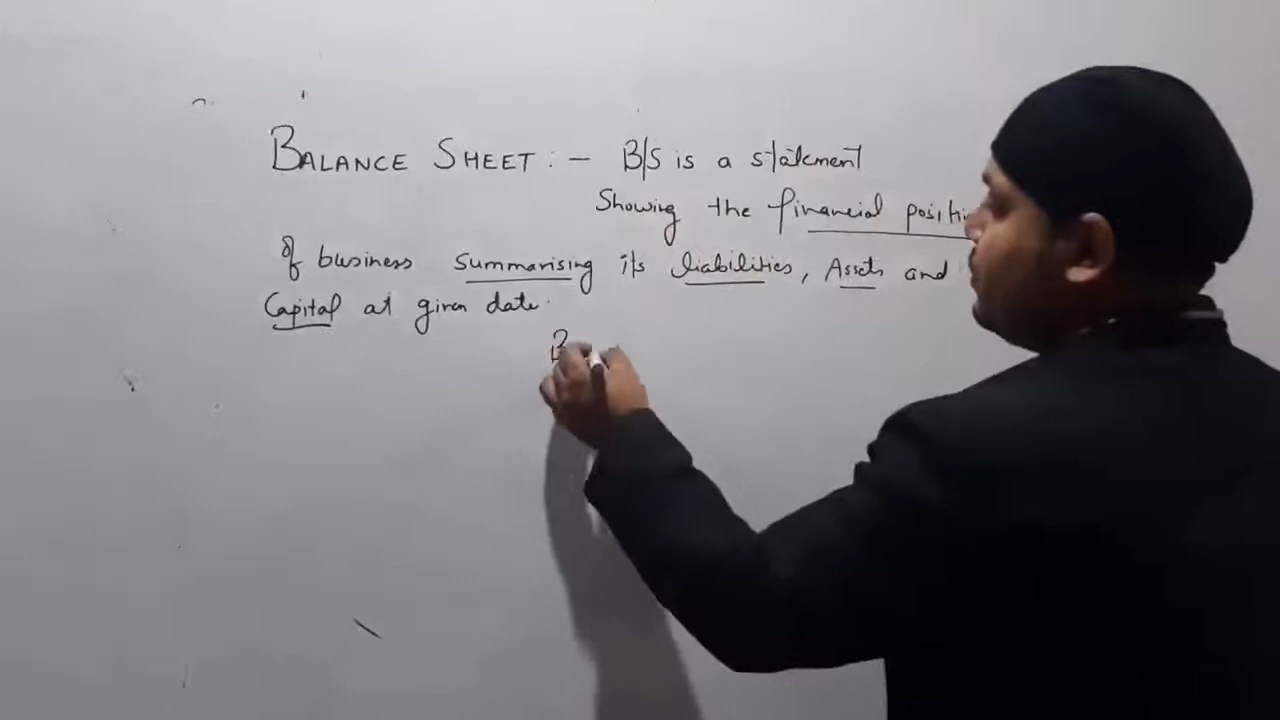 BALANCE SHEET :- B/S is a statement
Showing the financial positi
of business summarising its liabilities, Assets and
Capital at given date.
B